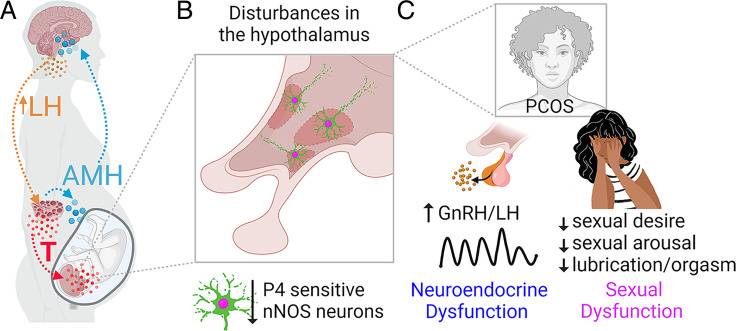 A
↑LH
AMH
T
B
Disturbances in
the hypothalamus
↓ P4 sensitive
nNOS neurons
C
PCOS
↑ GnRH/LH
Neuroendocrine
Dysfunction
↓ sexual desire
↓ sexual arousal
↓ lubrication/orgasm
Sexual
Dysfunction